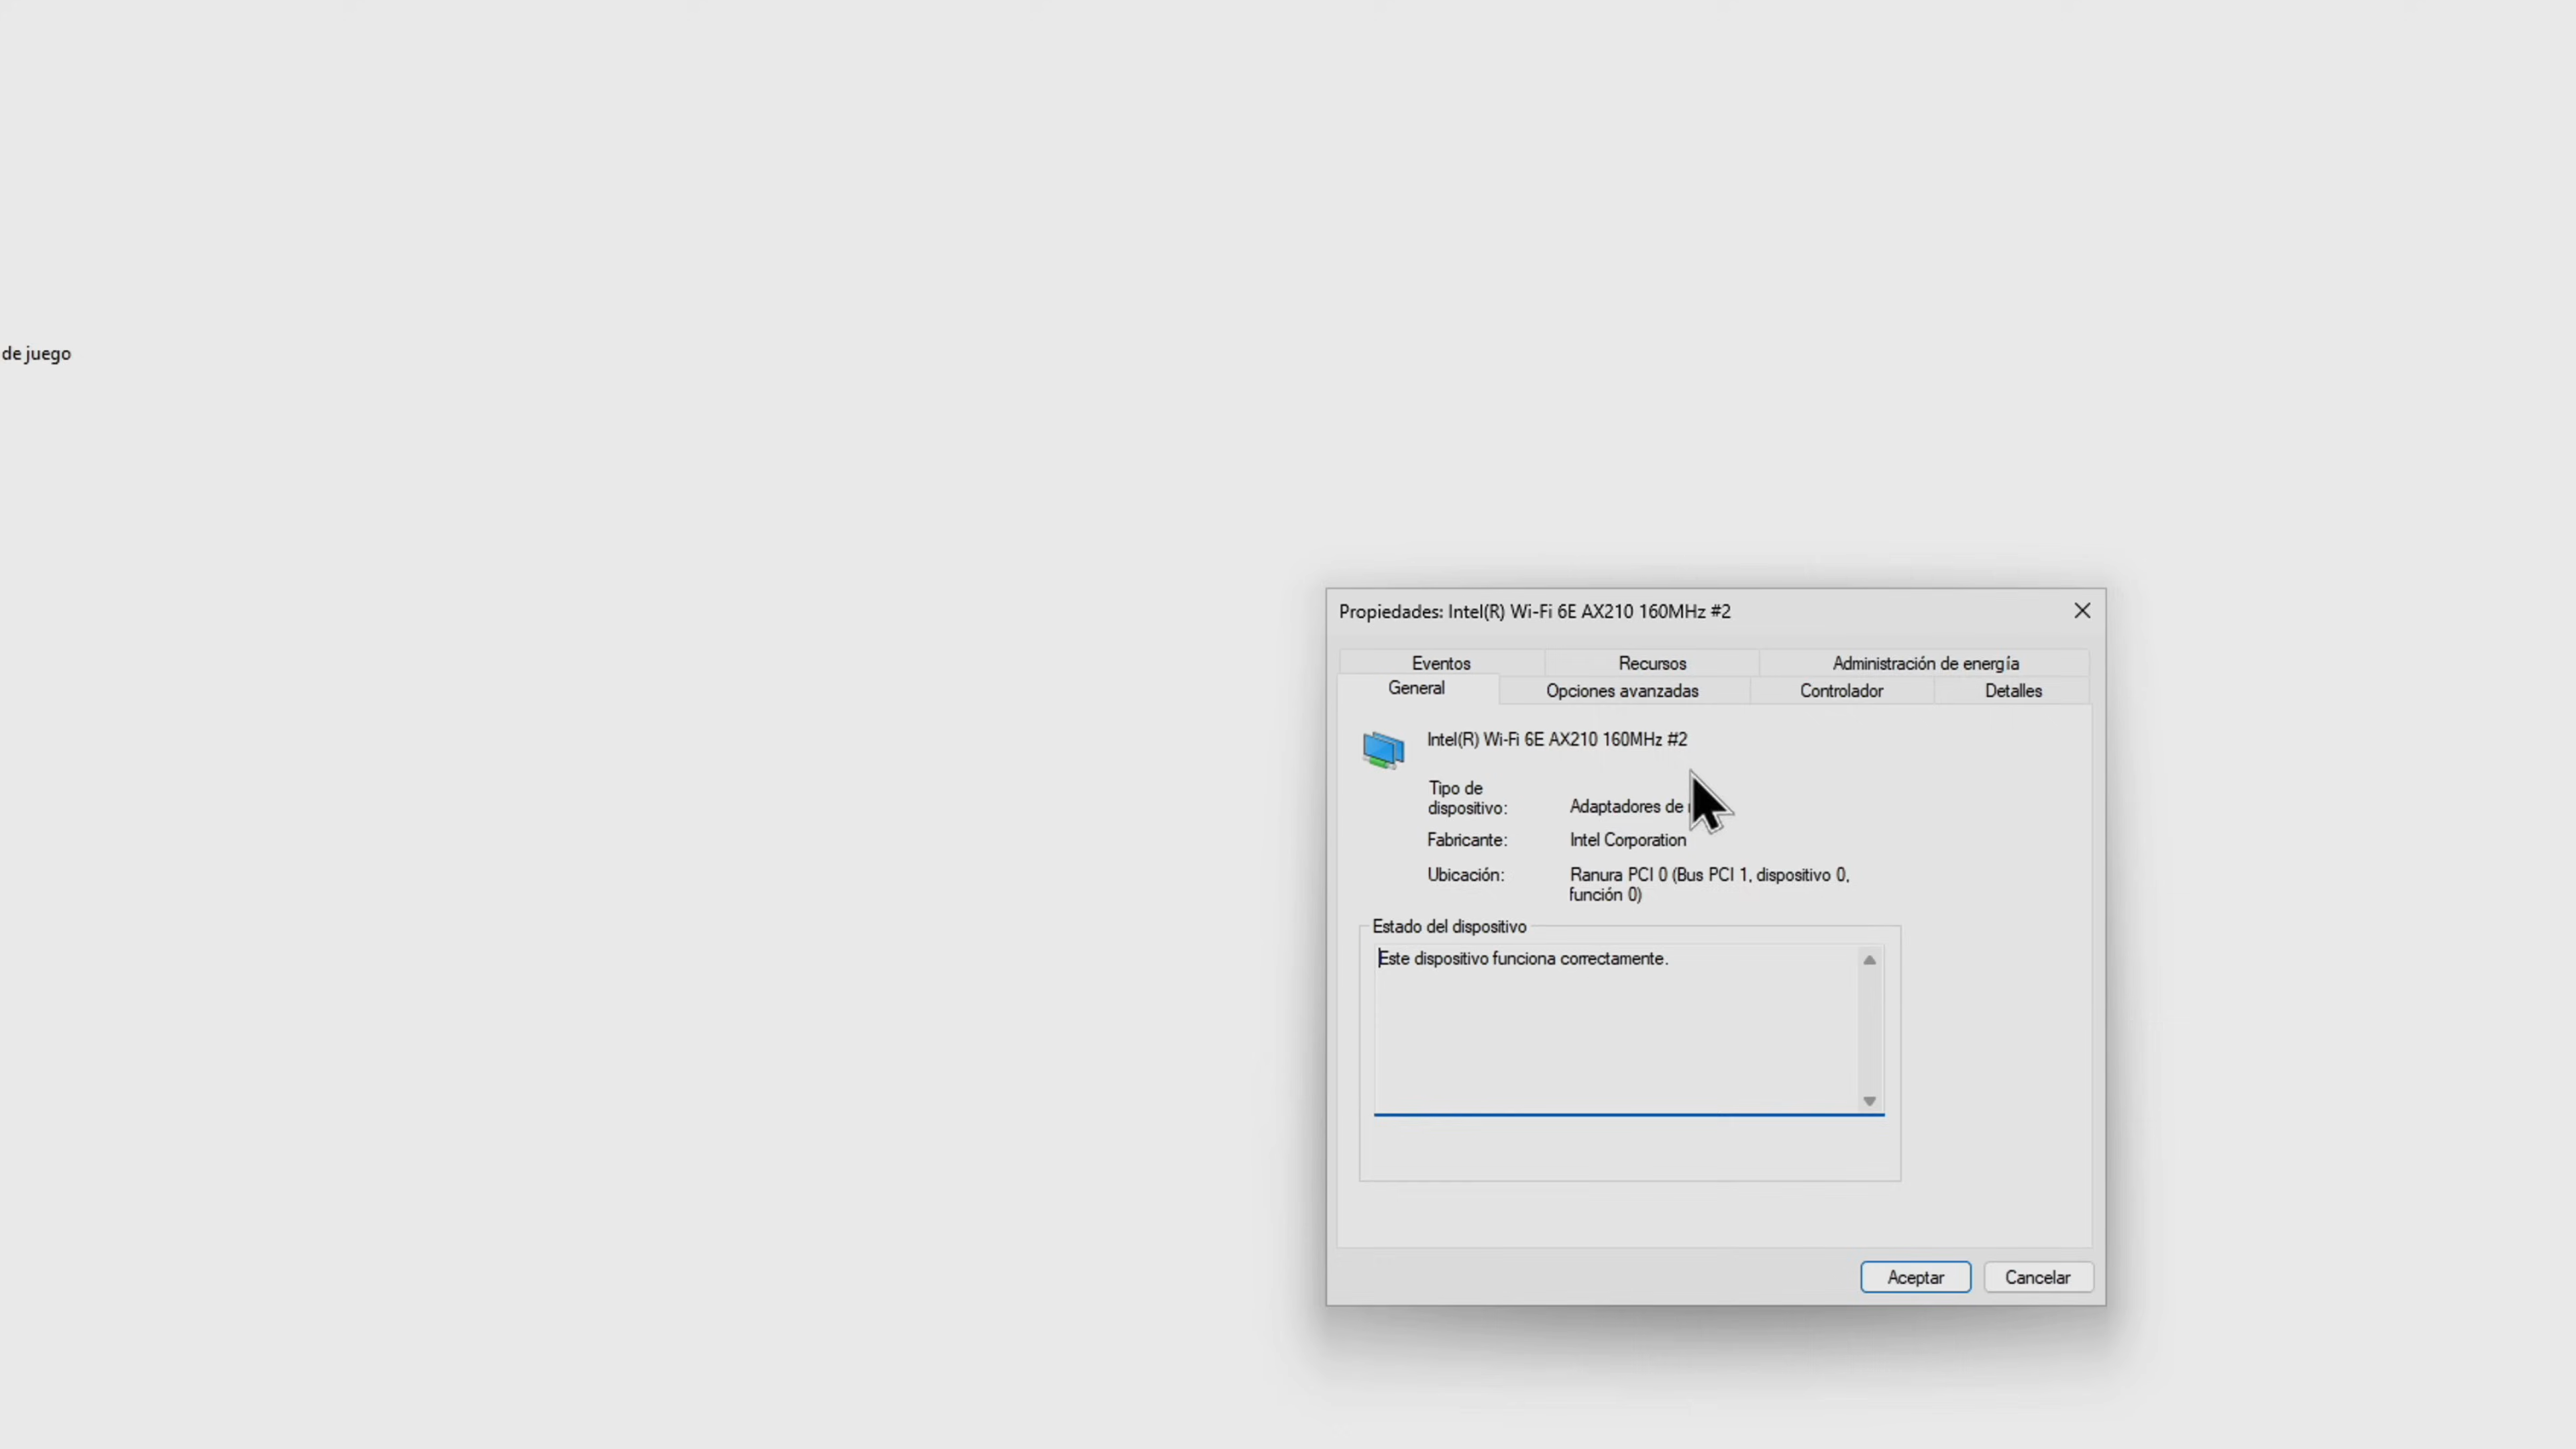 de juego
Propiedades: Intel(R) Wi-Fi 6E AX210 160MHz #2
Eventos Recursos Administración de energía
General Opciones avanzadas Controlador Detalles
Intel(R) Wi-Fi 6E AX210 160MHz #2
Tipo de
dispositivo: Adaptadores de
Fabricante: Intel Corporation
Ubicación: Ranura PCI 0 (Bus PCI 1, dispositivo 0,
función 0)
Estado del dispositivo
Este dispositivo funciona correctamente.
Aceptar Cancelar